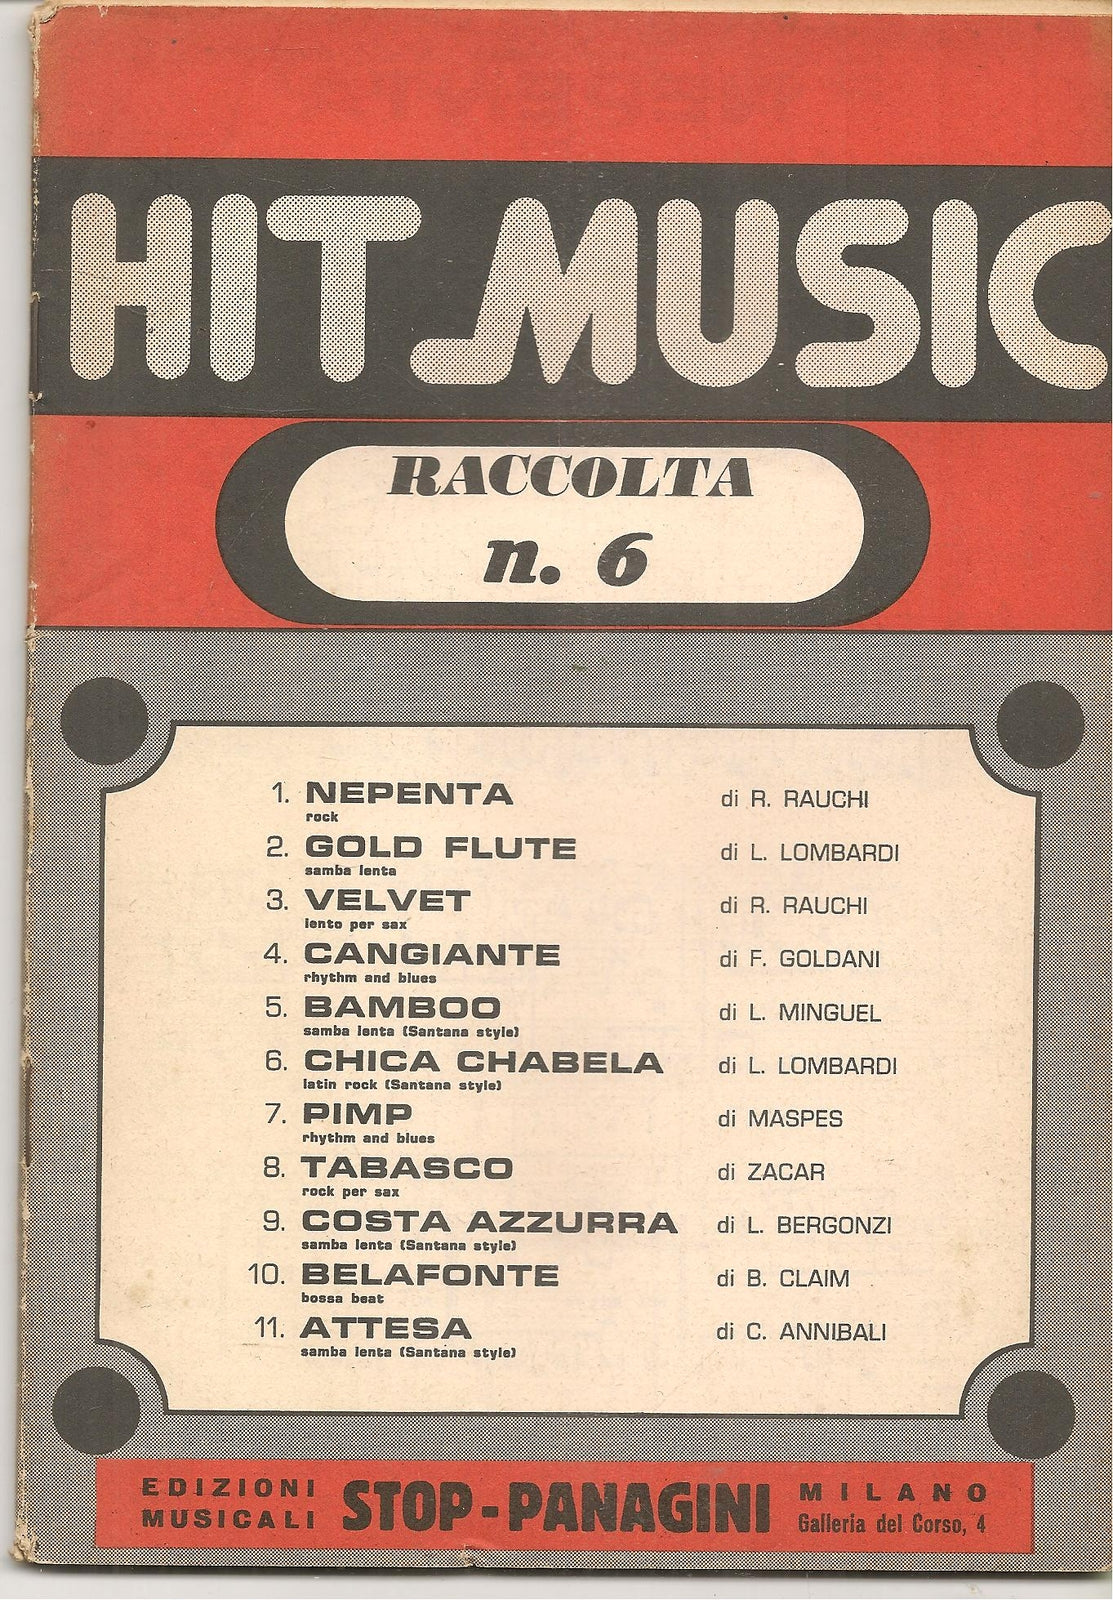 HIT MUSIC
RACCOLTA
n. 6
1. NEPENTA di R. RAUCHI
rock
2. GOLD FLUTE di L. LOMBARDI
samba lenta
3. VELVET di R. RAUCHI
lento per sax
4. CANGIANTE di F. GOLDANI
rhythm and blues
5. BAMBOO di L. MINGUEL
samba lenta (Santana style)
6. CHICA CHABELA di L. LOMBARDI
latin rock (Santana style)
7. PIMP di MASPES
rhythm and blues
8. TABASCO di ZACAR
rock per sax
9. COSTA AZZURRA di L. BERGONZI
samba lenta (Santana style)
10. BELAFONTE di B. CLAIM
bossa beat
11. ATTESA di C. ANNIBALI
samba lenta (Santana style)
EDIZIONI
MUSICALI
STOP-PANAGINI
MILANO
Galleria del Corso, 4